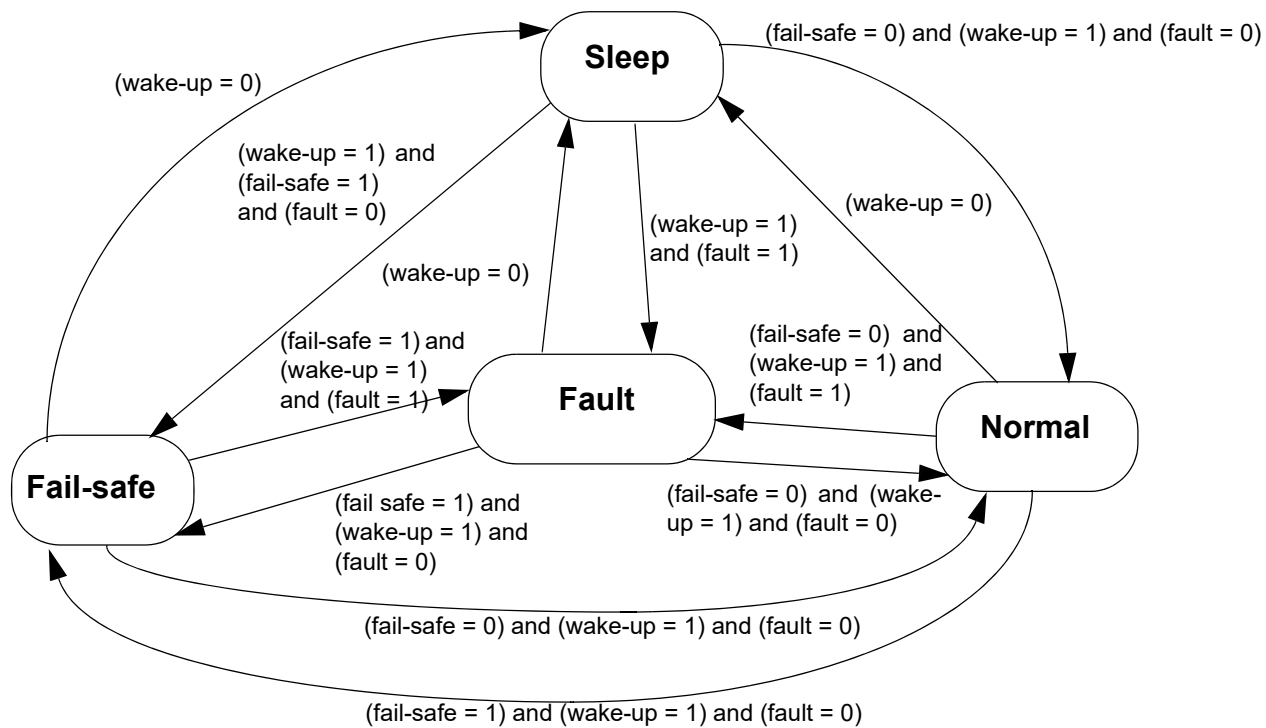 Sleep
(fail-safe = 0) and (wake-up = 1) and (fault = 0)
(wake-up = 0)
(wake-up = 1) and
(fail-safe = 1)
and (fault = 0)
(wake-up = 0)
(wake-up = 1)
and (fault = 1)
(wake-up = 0)
(fail-safe = 1) and
(wake-up = 1)
and (fault = 1)
(fail-safe = 0) and
(wake-up = 1) and
(fault = 1)
Fault
Normal
Fail-safe
(fail safe = 1) and
(wake-up = 1) and
(fault = 0)
(fail-safe = 0) and (wake-
up = 1) and (fault = 0)
(fail-safe = 0) and (wake-up = 1) and (fault = 0)
(fail-safe = 1) and (wake-up = 1) and (fault = 0)